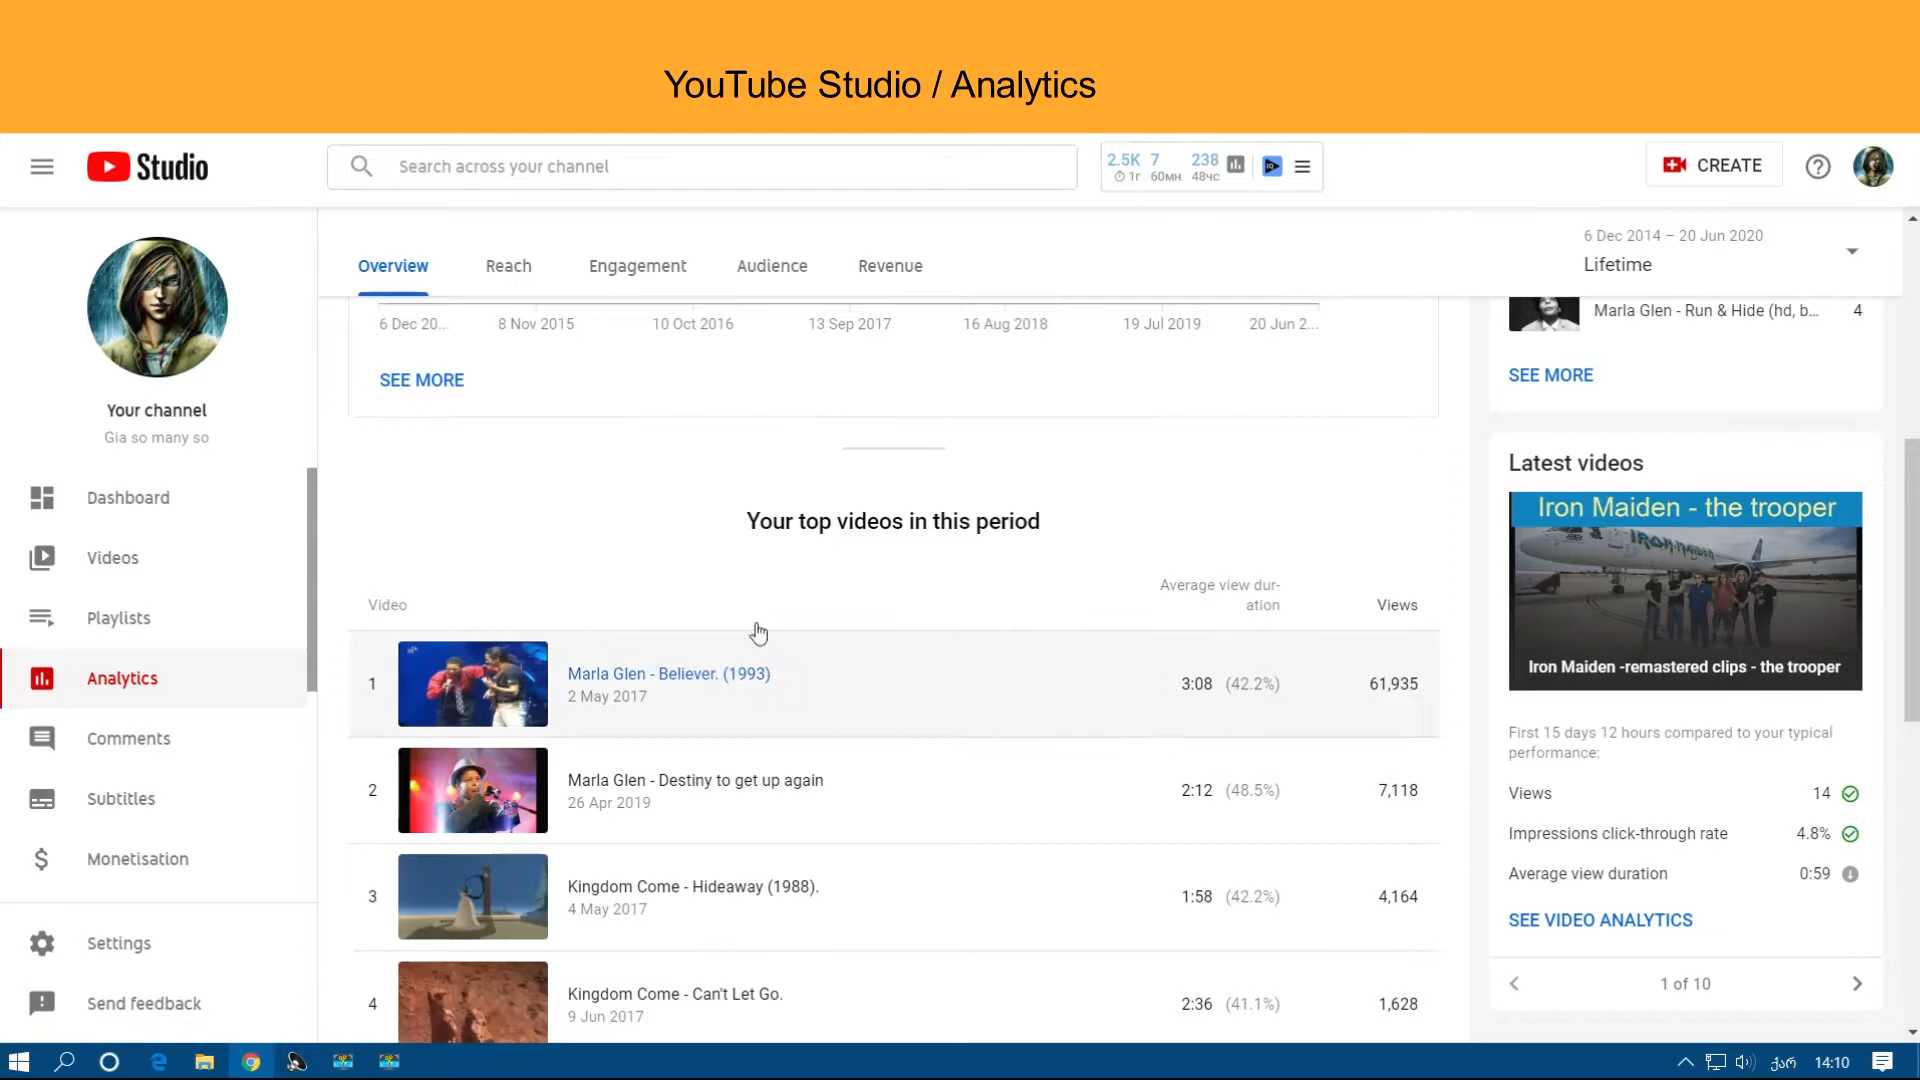 YouTube Studio / Analytics
Studio
Search across your channel
2.5K 7 238
1г 60мн 48чс
CREATE
6 Dec 2014 – 20 Jun 2020
Lifetime
Overview Reach Engagement Audience Revenue
6 Dec 20... 8 Nov 2015 10 Oct 2016 13 Sep 2017 16 Aug 2018 19 Jul 2019 20 Jun 2...
SEE MORE
Marla Glen - Run & Hide (hd, b... 4
SEE MORE
Your channel
Gia so many so
Dashboard
Videos
Playlists
Analytics
Comments
Subtitles
Monetisation
Settings
Send feedback
Your top videos in this period
Video
Average view dur-
ation
Views
1 Marla Glen - Believer. (1993) 3:08 (42.2%) 61,935
2 May 2017
2 Marla Glen - Destiny to get up again 2:12 (48.5%) 7,118
26 Apr 2019
3 Kingdom Come - Hideaway (1988). 1:58 (42.2%) 4,164
4 May 2017
4 Kingdom Come - Can't Let Go. 2:36 (41.1%) 1,628
9 Jun 2017
Latest videos
Iron Maiden - the trooper
IRON MAIDEN
Iron Maiden -remastered clips - the trooper
First 15 days 12 hours compared to your typical
performance:
Views 14
Impressions click-through rate 4.8%
Average view duration 0:59
SEE VIDEO ANALYTICS
1 of 10
ქარ 14:10